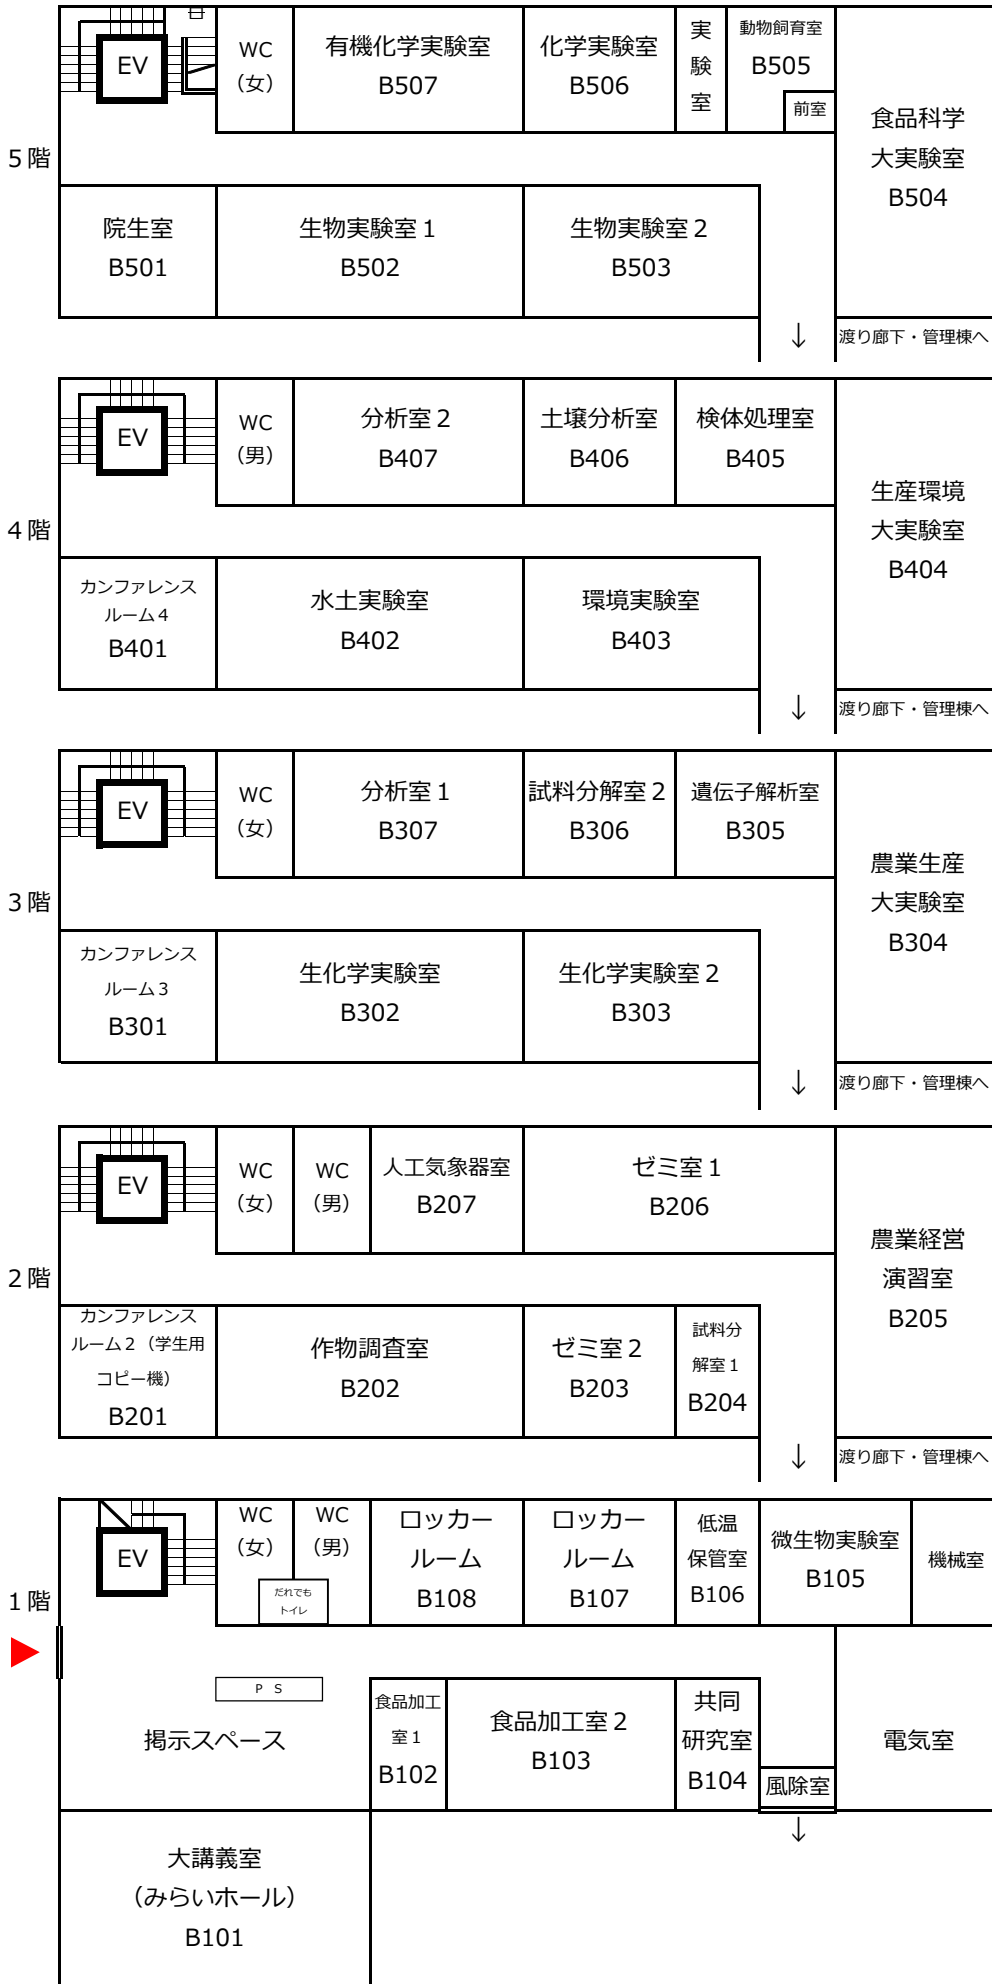 5階
EV
WC
（女）
有機化学実験室
B507
化学実験室
B506
実
験
室
動物飼育室
B505
前室
食品科学
大実験室
B504
院生室
B501
生物実験室1
B502
生物実験室2
B503
↓
渡り廊下・管理棟へ
4階
EV
WC
（男）
分析室2
B407
土壌分析室
B406
検体処理室
B405
生産環境
大実験室
B404
カンファレンス
ルーム4
B401
水土実験室
B402
環境実験室
B403
↓
渡り廊下・管理棟へ
3階
EV
WC
（女）
分析室1
B307
試料分解室2
B306
遺伝子解析室
B305
農業生産
大実験室
B304
カンファレンス
ルーム3
B301
生化学実験室
B302
生化学実験室2
B303
↓
渡り廊下・管理棟へ
2階
EV
WC
（女）
WC
（男）
人工気象器室
B207
ゼミ室1
B206
農業経営
演習室
B205
カンファレンス
ルーム2（学生用
コピー機）
B201
作物調査室
B202
ゼミ室2
B203
試料分
解室1
B204
↓
渡り廊下・管理棟へ
1階
EV
WC
（女）
WC
（男）
だれでも
トイレ
ロッカー
ルーム
B108
ロッカー
ルーム
B107
低温
保管室
B106
微生物実験室
B105
機械室
PS
掲示スペース
食品加工
室1
B102
食品加工室2
B103
共同
研究室
B104
風除室
電気室
↓
大講義室
（みらいホール）
B101